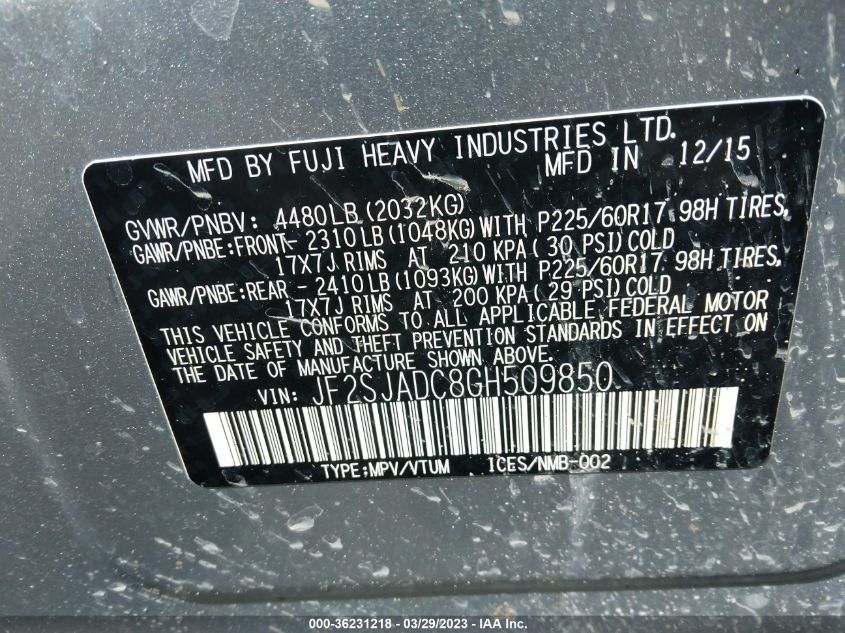 MFD BY FUJI HEAVY INDUSTRIES LTD.
MFD IN 12/15
GVWR/PNBV: 4480LB(2032KG)
GAWR/PNBE:FRONT- 2310LB(1048KG)WITH P225/60R17 98H TIRES,
17X7J RIMS AT 210 KPA(30 PSI)COLD
GAWR/PNBE:REAR - 2410LB(1093KG)WITH P225/60R17 98H TIRES,
17X7J RIMS AT 200 KPA(29 PSI)COLD
THIS VEHICLE CONFORMS TO ALL APPLICABLE FEDERAL MOTOR
VEHICLE SAFETY AND THEFT PREVENTION STANDARDS IN EFFECT ON
THE DATE OF MANUFACTURE SHOWN ABOVE.
VIN: JF2SJADC8GH509850
TYPE:MPV/VTUM ICES/NMB-002
000-36231218 - 03/29/2023 - IAA Inc.